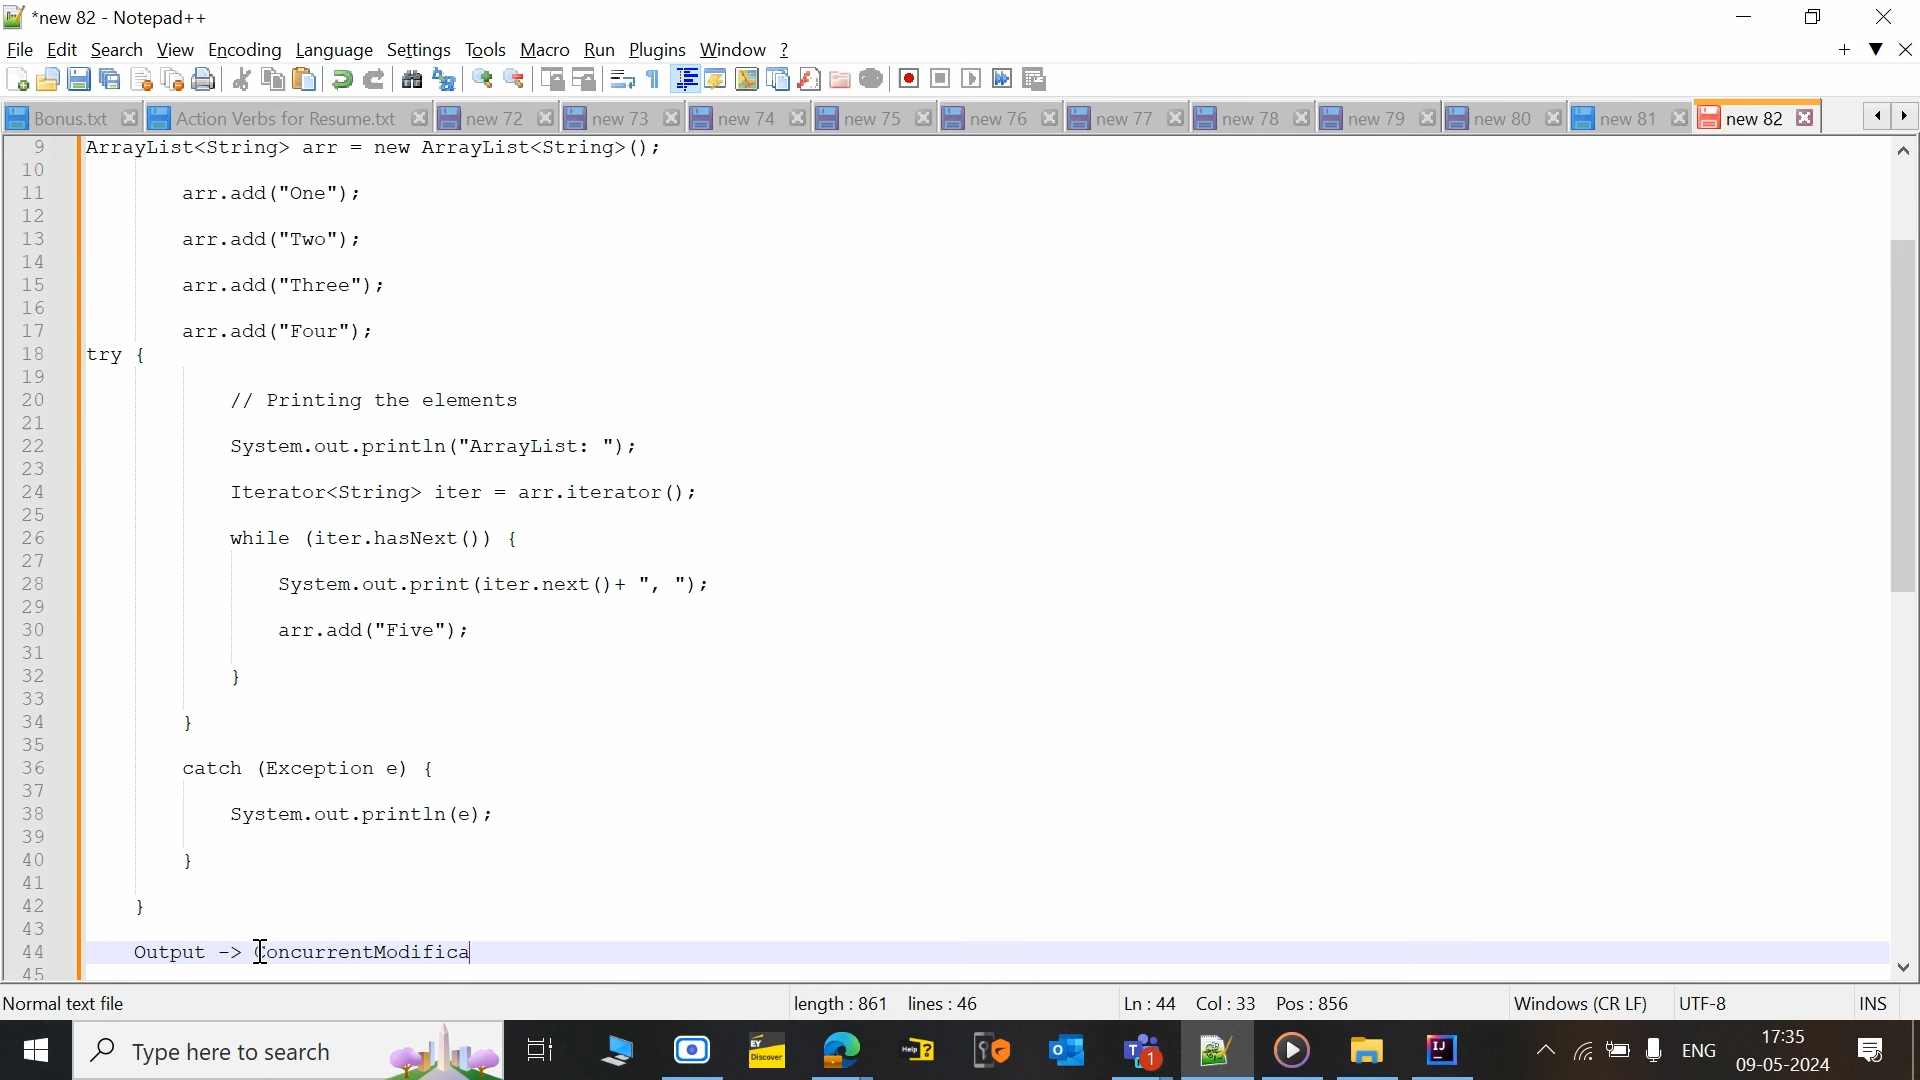 *new 82 - Notepad++
File Edit Search View Encoding Language Settings Tools Macro Run Plugins Window ?
Bonus.txt Action Verbs for Resume.txt new 72 new 73 new 74 new 75 new 76 new 77 new 78 new 79 new 80 new 81 new 82
9 ArrayList<String> arr = new ArrayList<String>();
10
11 arr.add("One");
12
13 arr.add("Two");
14
15 arr.add("Three");
16
17 arr.add("Four");
18 try {
19
20 // Printing the elements
21
22 System.out.println("ArrayList: ");
23
24 Iterator<String> iter = arr.iterator();
25
26 while (iter.hasNext()) {
27
28 System.out.print(iter.next()+ ", ");
29
30 arr.add("Five");
31
32 }
33
34 }
35
36 catch (Exception e) {
37
38 System.out.println(e);
39
40 }
41
42 }
43
44 Output -> ConcurrentModifica
45
Normal text file length : 861 lines : 46 Ln : 44 Col : 33 Pos : 856 Windows (CR LF) UTF-8 INS
Type here to search EY Discover Help ? 1 IJ ENG 17:35
09-05-2024